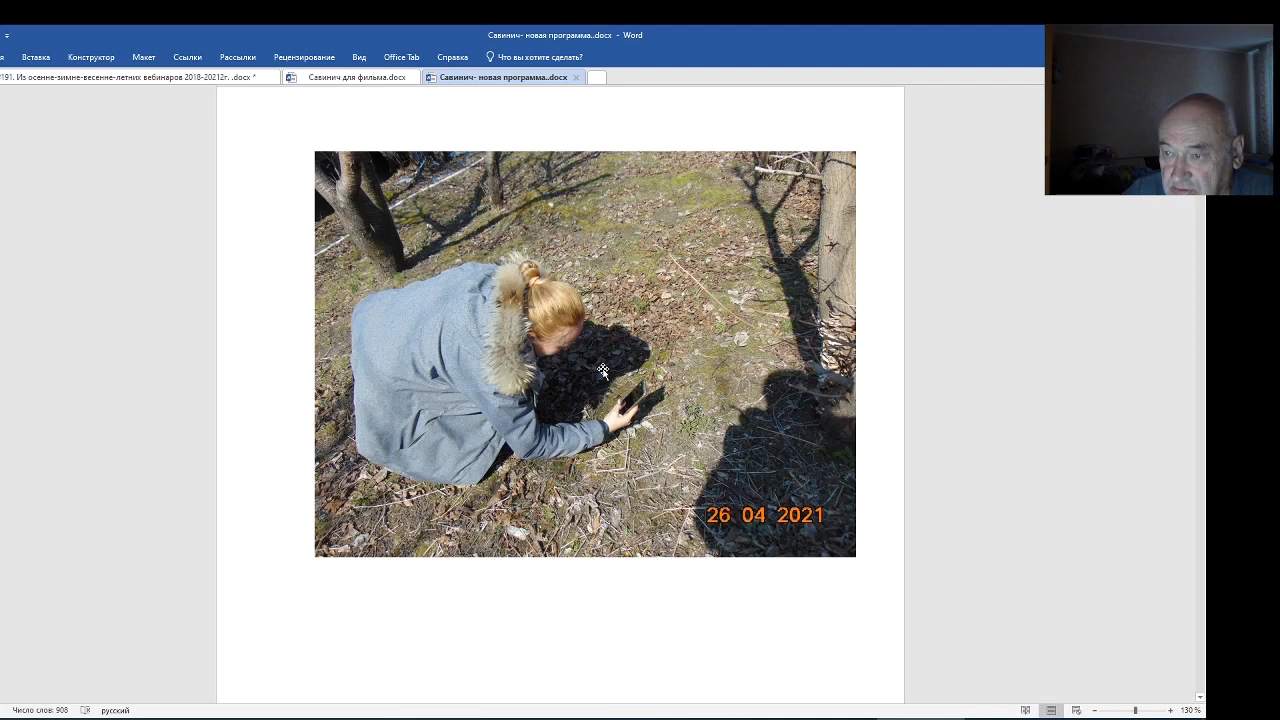 Савинич- новая программа..docx - Word
я Вставка Конструктор Макет Ссылки Рассылки Рецензирование Вид Office Tab Справка Что вы хотите сделать?
191. Из осенне-зимне-весенне-летних вебинаров 2018-20212г. .docx * Савинич для фильма.docx Савинич- новая программа..docx
26 04 2021
Число слов: 908 русский 130 %